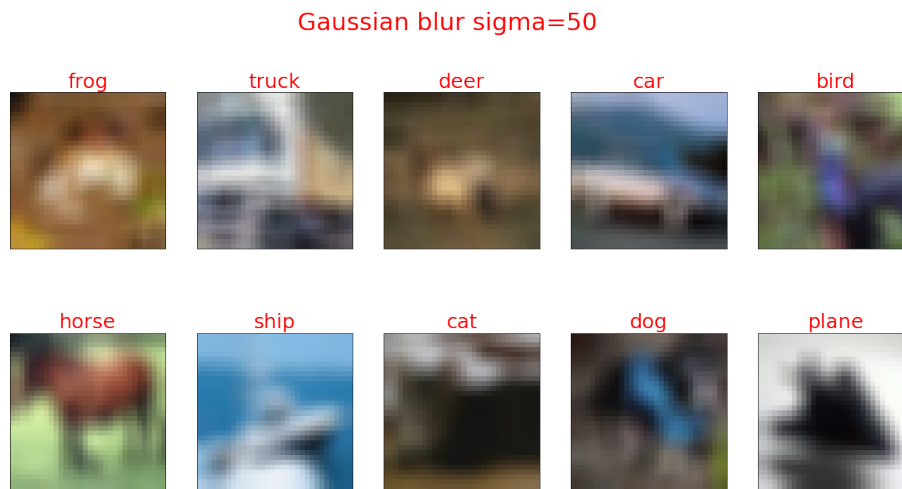 Gaussian blur sigma=50
frog truck deer car bird
horse ship cat dog plane